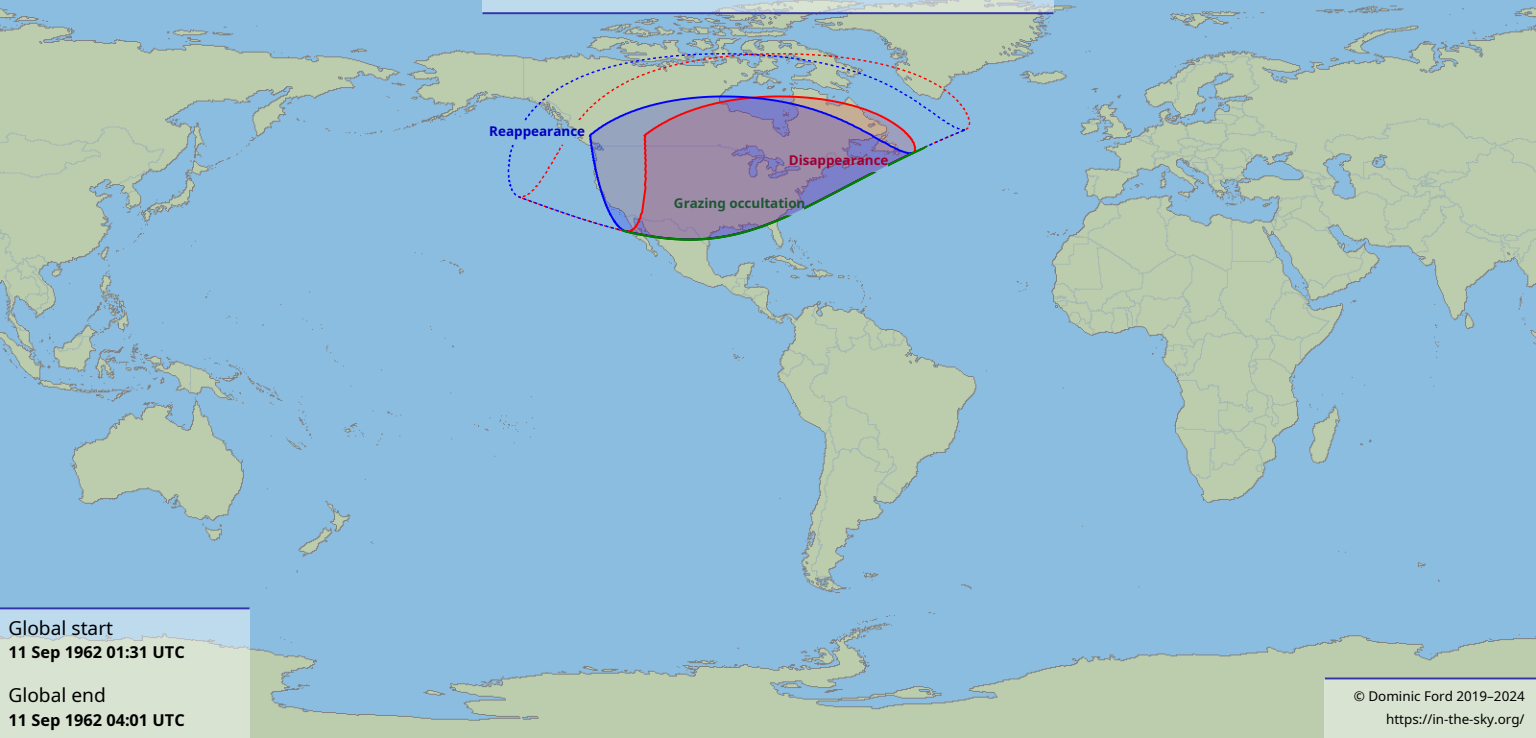 Reappearance
Disappearance
Grazing occultation
Global start
11 Sep 1962 01:31 UTC
Global end
11 Sep 1962 04:01 UTC
© Dominic Ford 2019–2024
https://in-the-sky.org/